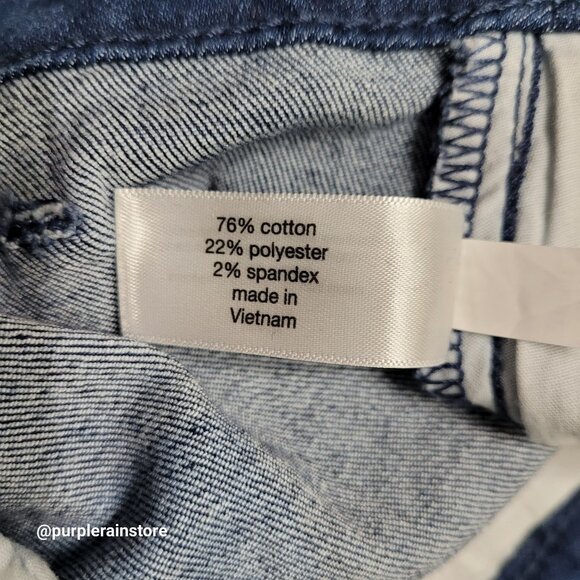 76% cotton
22% polyester
2% spandex
made in
Vietnam
@purplerainstore